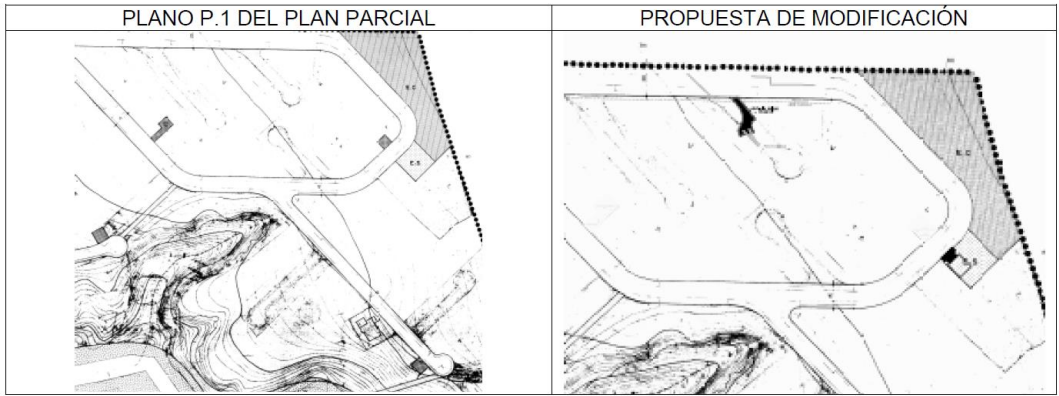 PLANO P.1 DEL PLAN PARCIAL
PROPUESTA DE MODIFICACIÓN
E.C
E.S
E.C
E.S